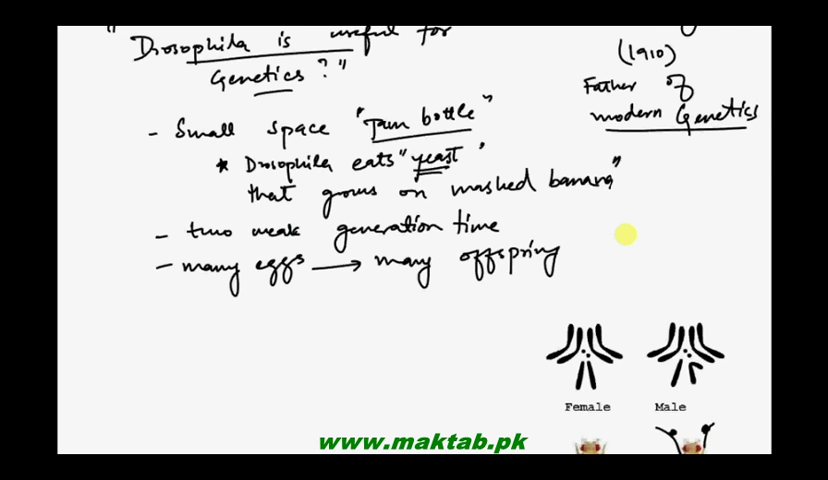 "Drosophila is useful for
Genetics?"
- Small space "Jam bottle"
* Drosophila eats "yeast"
that grows on mashed banana"
- two weak generation time
- many eggs → many offspring
(1910)
Father of
modern Genetics
Female Male
www.maktab.pk